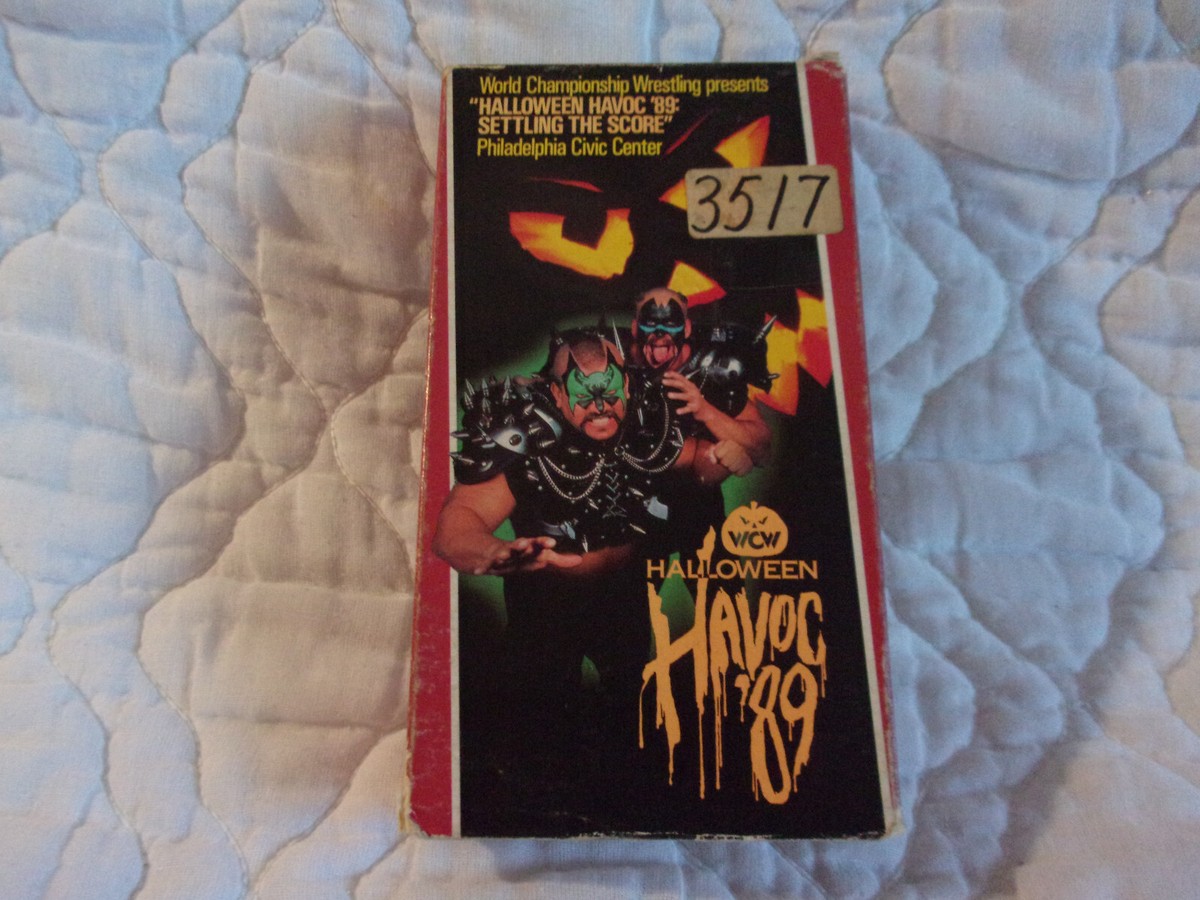 World Championship Wrestling presents
"HALLOWEEN HAVOC '89:
SETTLING THE SCORE"
Philadelphia Civic Center
3517
WCW
HALLOWEEN
HAVOC
'89